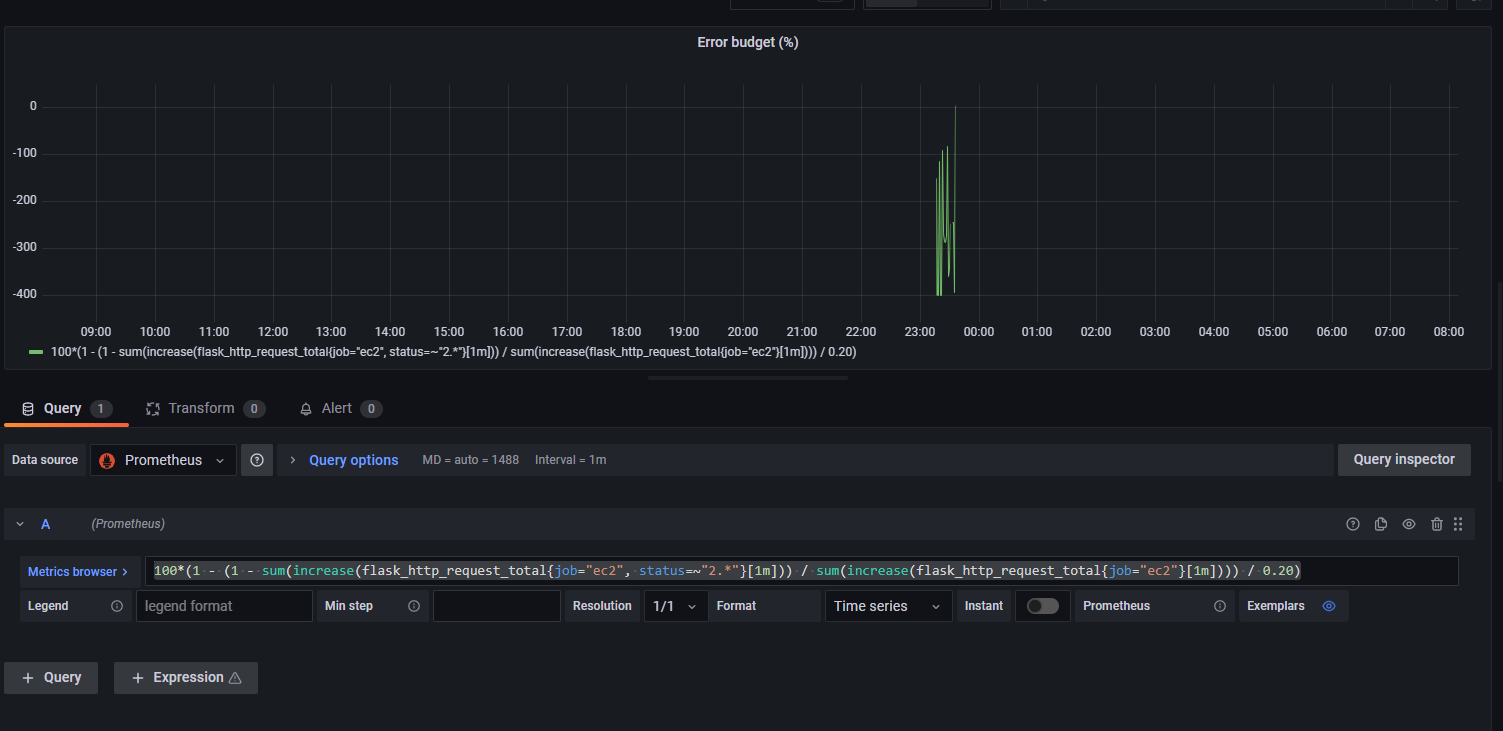 Error budget (%)
0
-100
-200
-300
-400
09:00 10:00 11:00 12:00 13:00 14:00 15:00 16:00 17:00 18:00 19:00 20:00 21:00 22:00 23:00 00:00 01:00 02:00 03:00 04:00 05:00 06:00 07:00 08:00
100*(1 - (1 - sum(increase(flask_http_request_total{job="ec2", status=~"2.*"}[1m])) / sum(increase(flask_http_request_total{job="ec2"}[1m]))) / 0.20)
Query 1 Transform 0 Alert 0
Data source Prometheus Query options MD = auto = 1488 Interval = 1m Query inspector
A (Prometheus)
Metrics browser > 100*(1 - (1 - sum(increase(flask_http_request_total{job="ec2", status=~"2.*"}[1m])) / sum(increase(flask_http_request_total{job="ec2"}[1m]))) / 0.20)
Legend legend format Min step Resolution 1/1 Format Time series Instant Prometheus Exemplars
+ Query + Expression